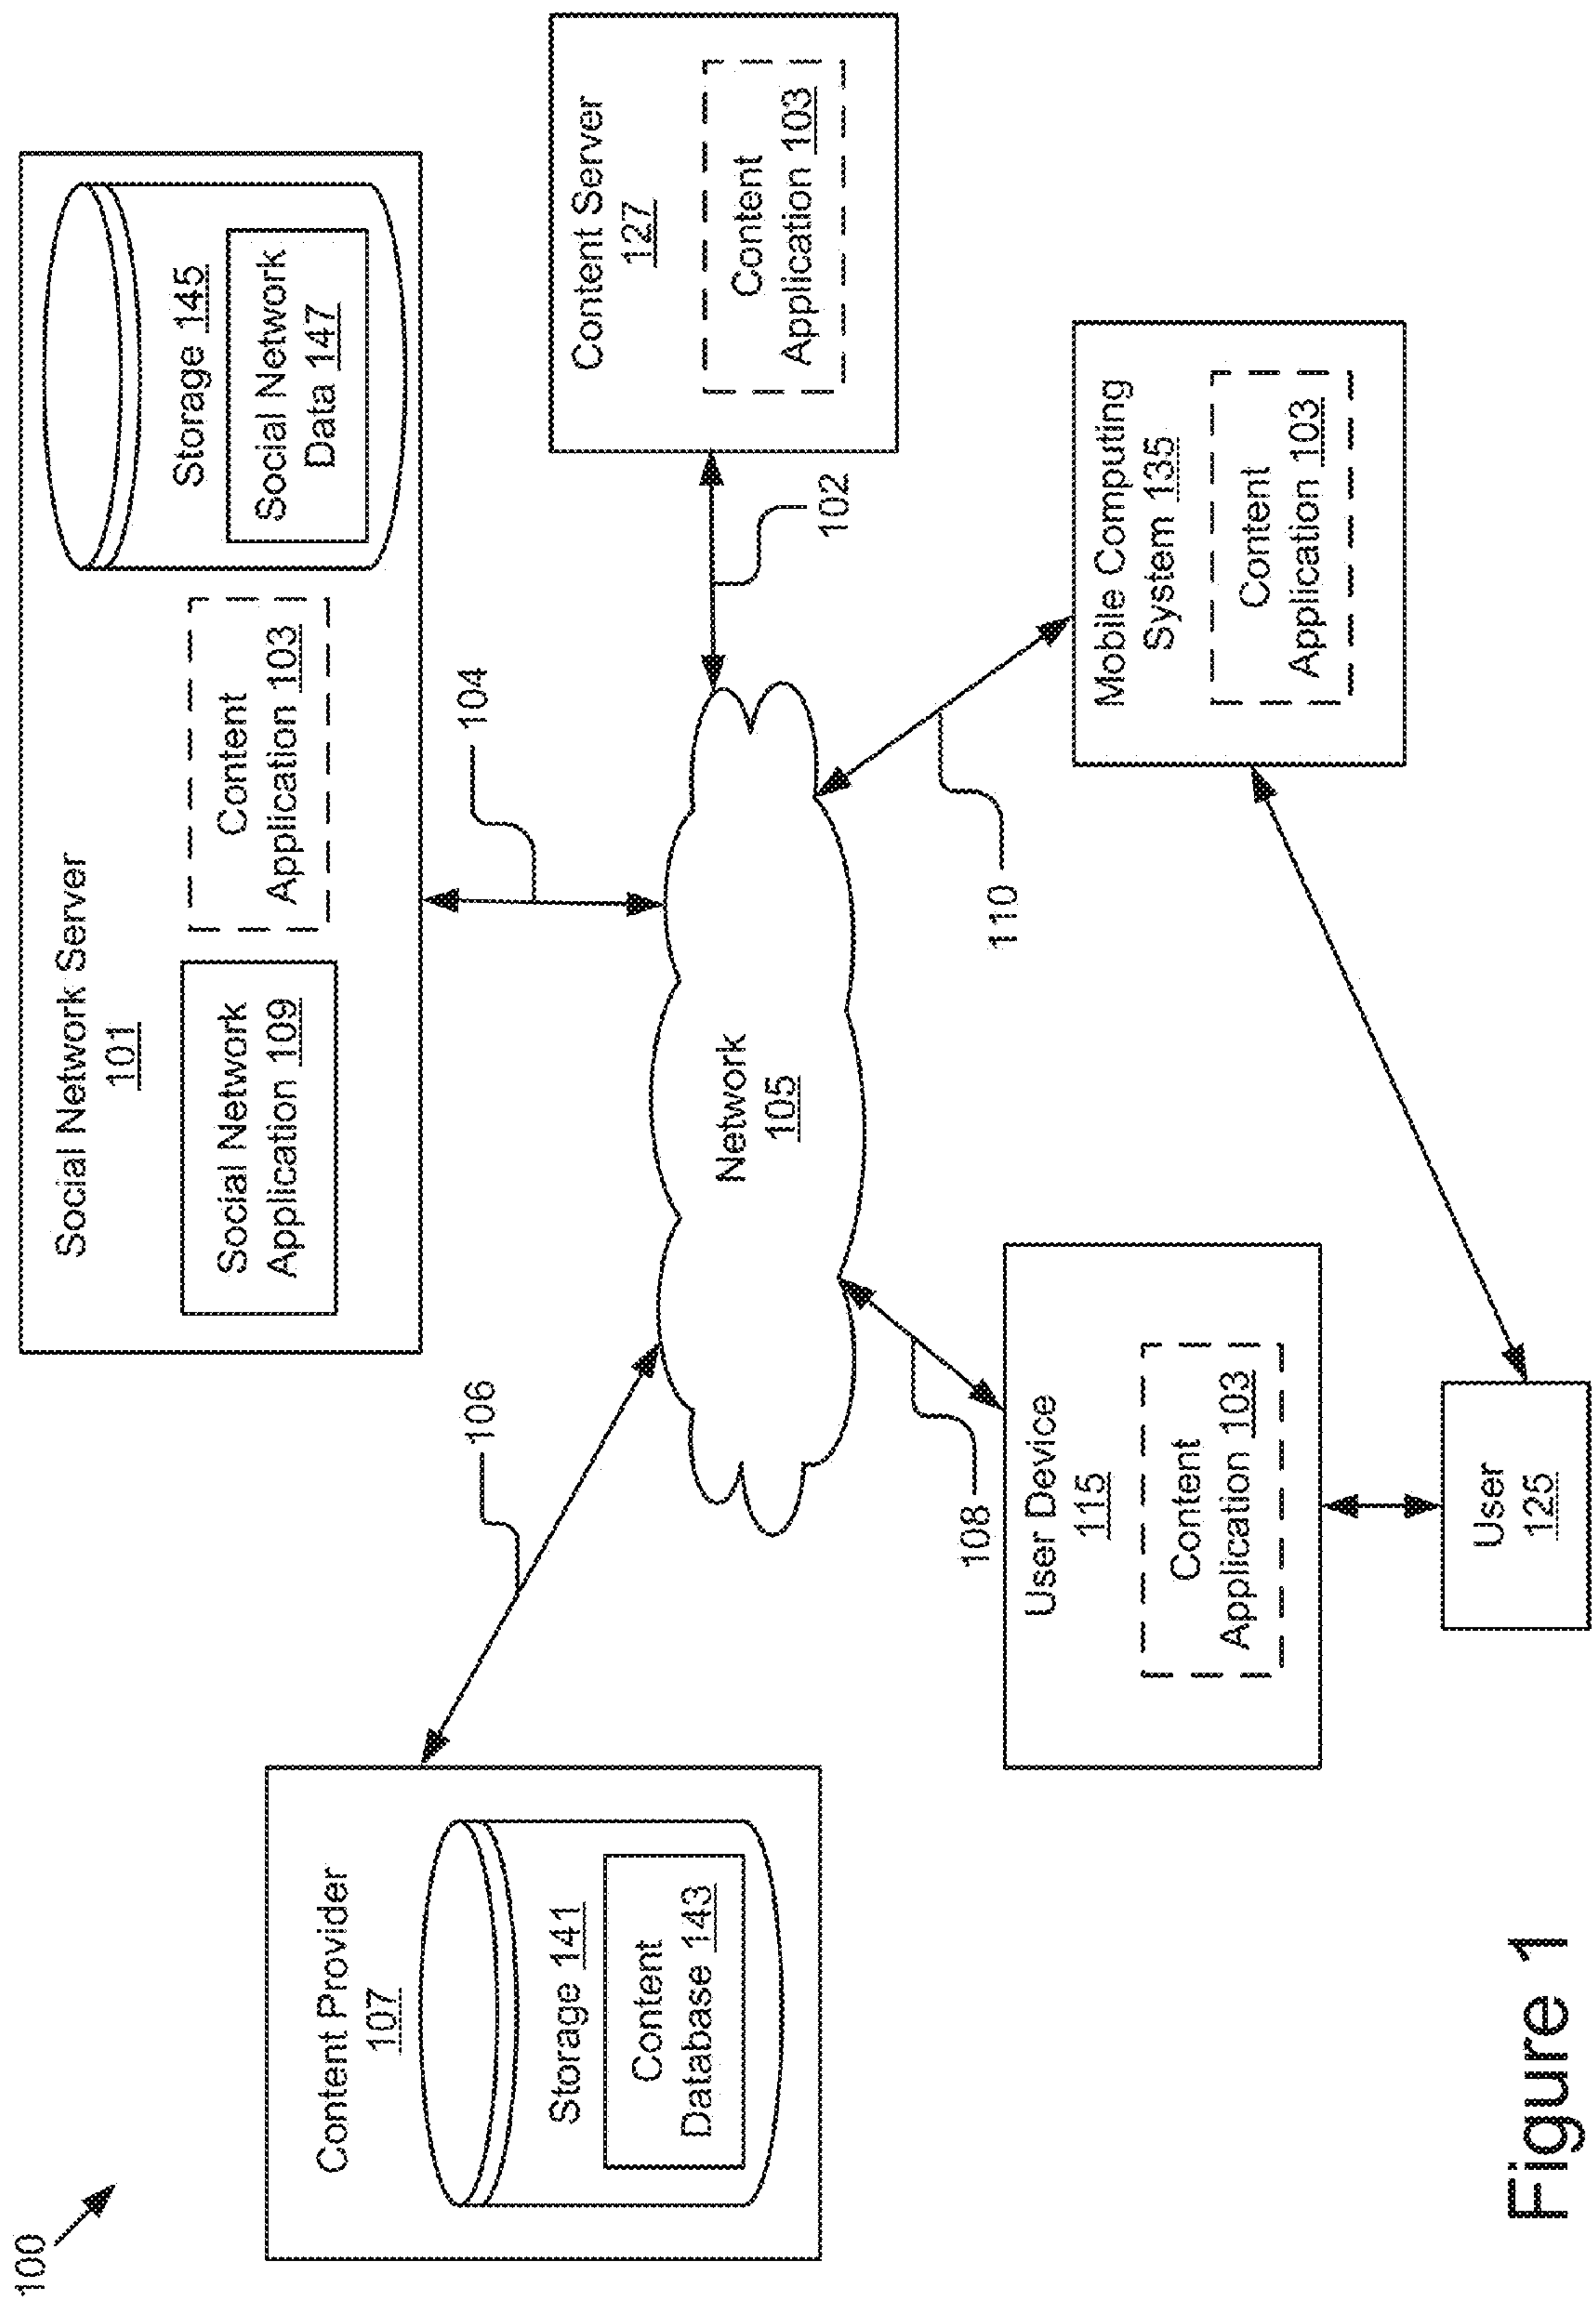 100
Social Network Server
101
Social Network
Application 109
Content
Application 103
Storage 145
Social Network
Data 147
Content Provider
107
Storage 141
Content
Database 143
106
104
Network
105
102
Content Server
127
Content
Application 103
108
110
User Device
115
Content
Application 103
Mobile Computing
System 135
Content
Application 103
User
125
Figure 1